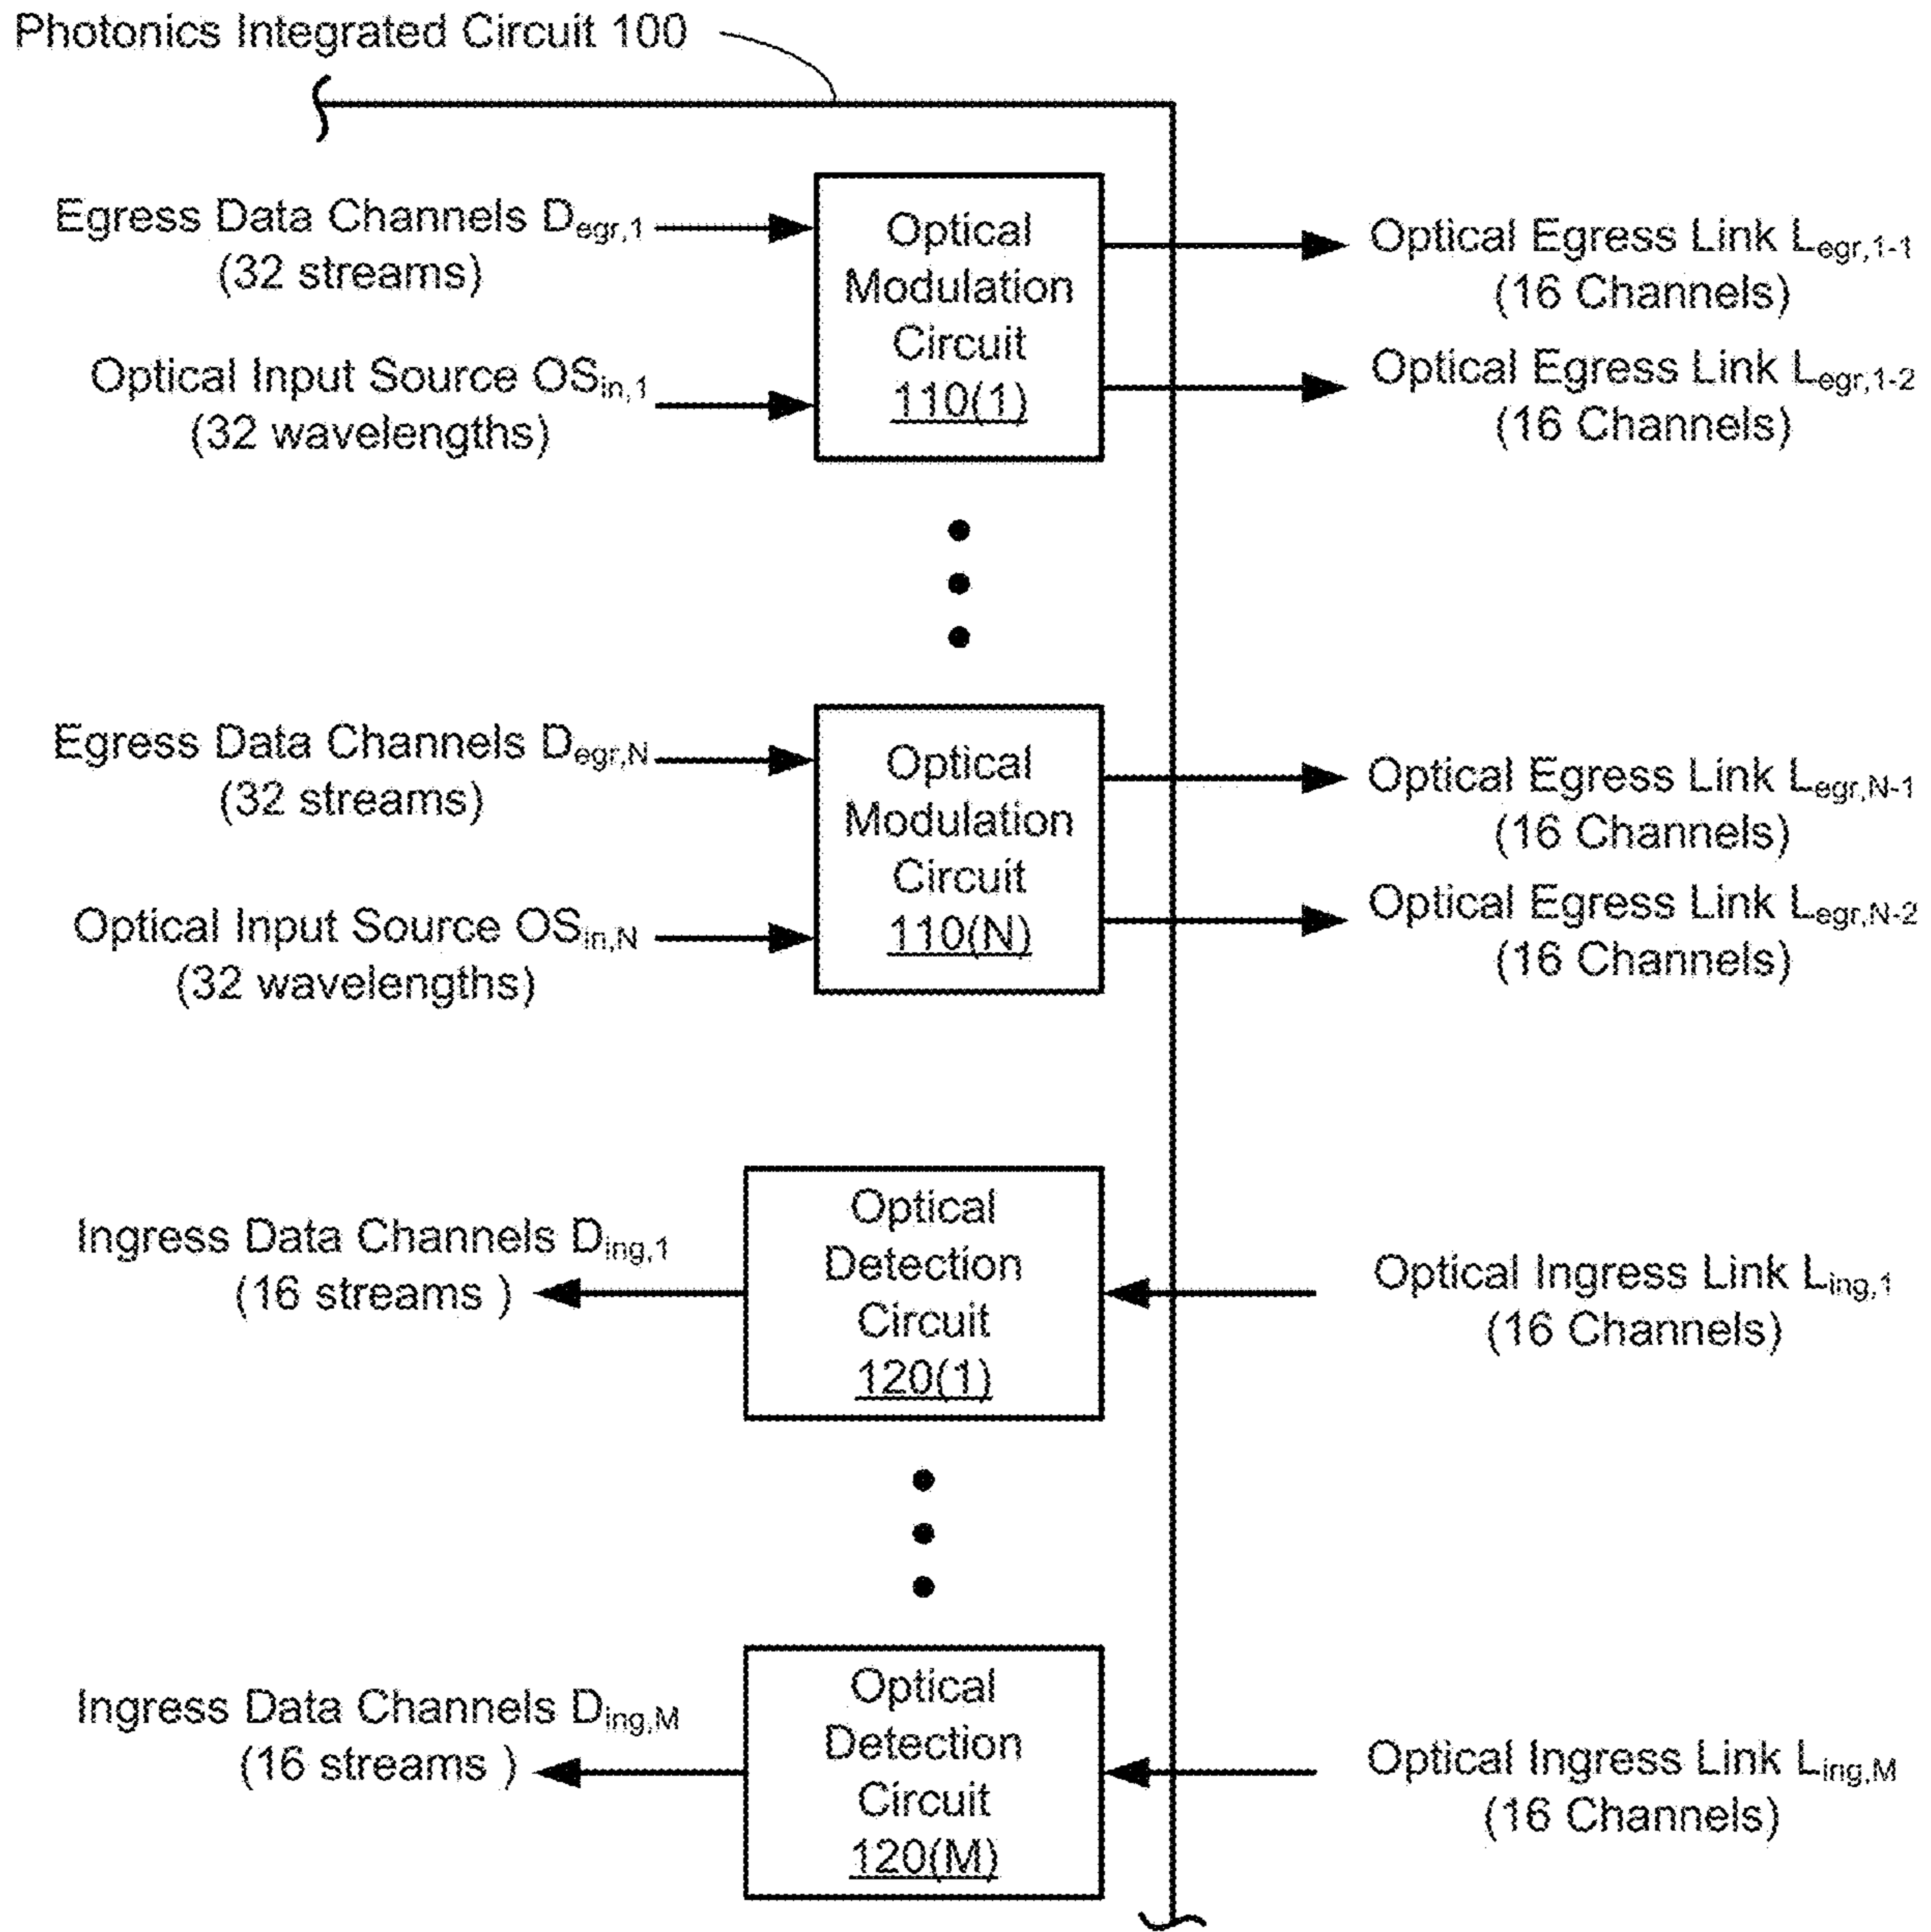 Photonics Integrated Circuit 100
Egress Data Channels Degr,1
(32 streams)
Optical Input Source OSin,1
(32 wavelengths)
Optical
Modulation
Circuit
110(1)
Optical Egress Link Legr,1-1
(16 Channels)
Optical Egress Link Legr,1-2
(16 Channels)
Egress Data Channels Degr,N
(32 streams)
Optical Input Source OSin,N
(32 wavelengths)
Optical
Modulation
Circuit
110(N)
Optical Egress Link Legr,N-1
(16 Channels)
Optical Egress Link Legr,N-2
(16 Channels)
Ingress Data Channels Ding,1
(16 streams )
Optical
Detection
Circuit
120(1)
Optical Ingress Link Ling,1
(16 Channels)
Ingress Data Channels Ding,M
(16 streams )
Optical
Detection
Circuit
120(M)
Optical Ingress Link Ling,M
(16 Channels)